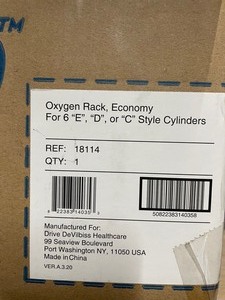 TM
Oxygen Rack, Economy
For 6 "E", "D", or "C" Style Cylinders
REF: 18114
QTY: 1
50822383140358
Manufactured For:
Drive DeVilbiss Healthcare
99 Seaview Boulevard
Port Washington NY, 11050 USA
Made in China
VER.A.3.20